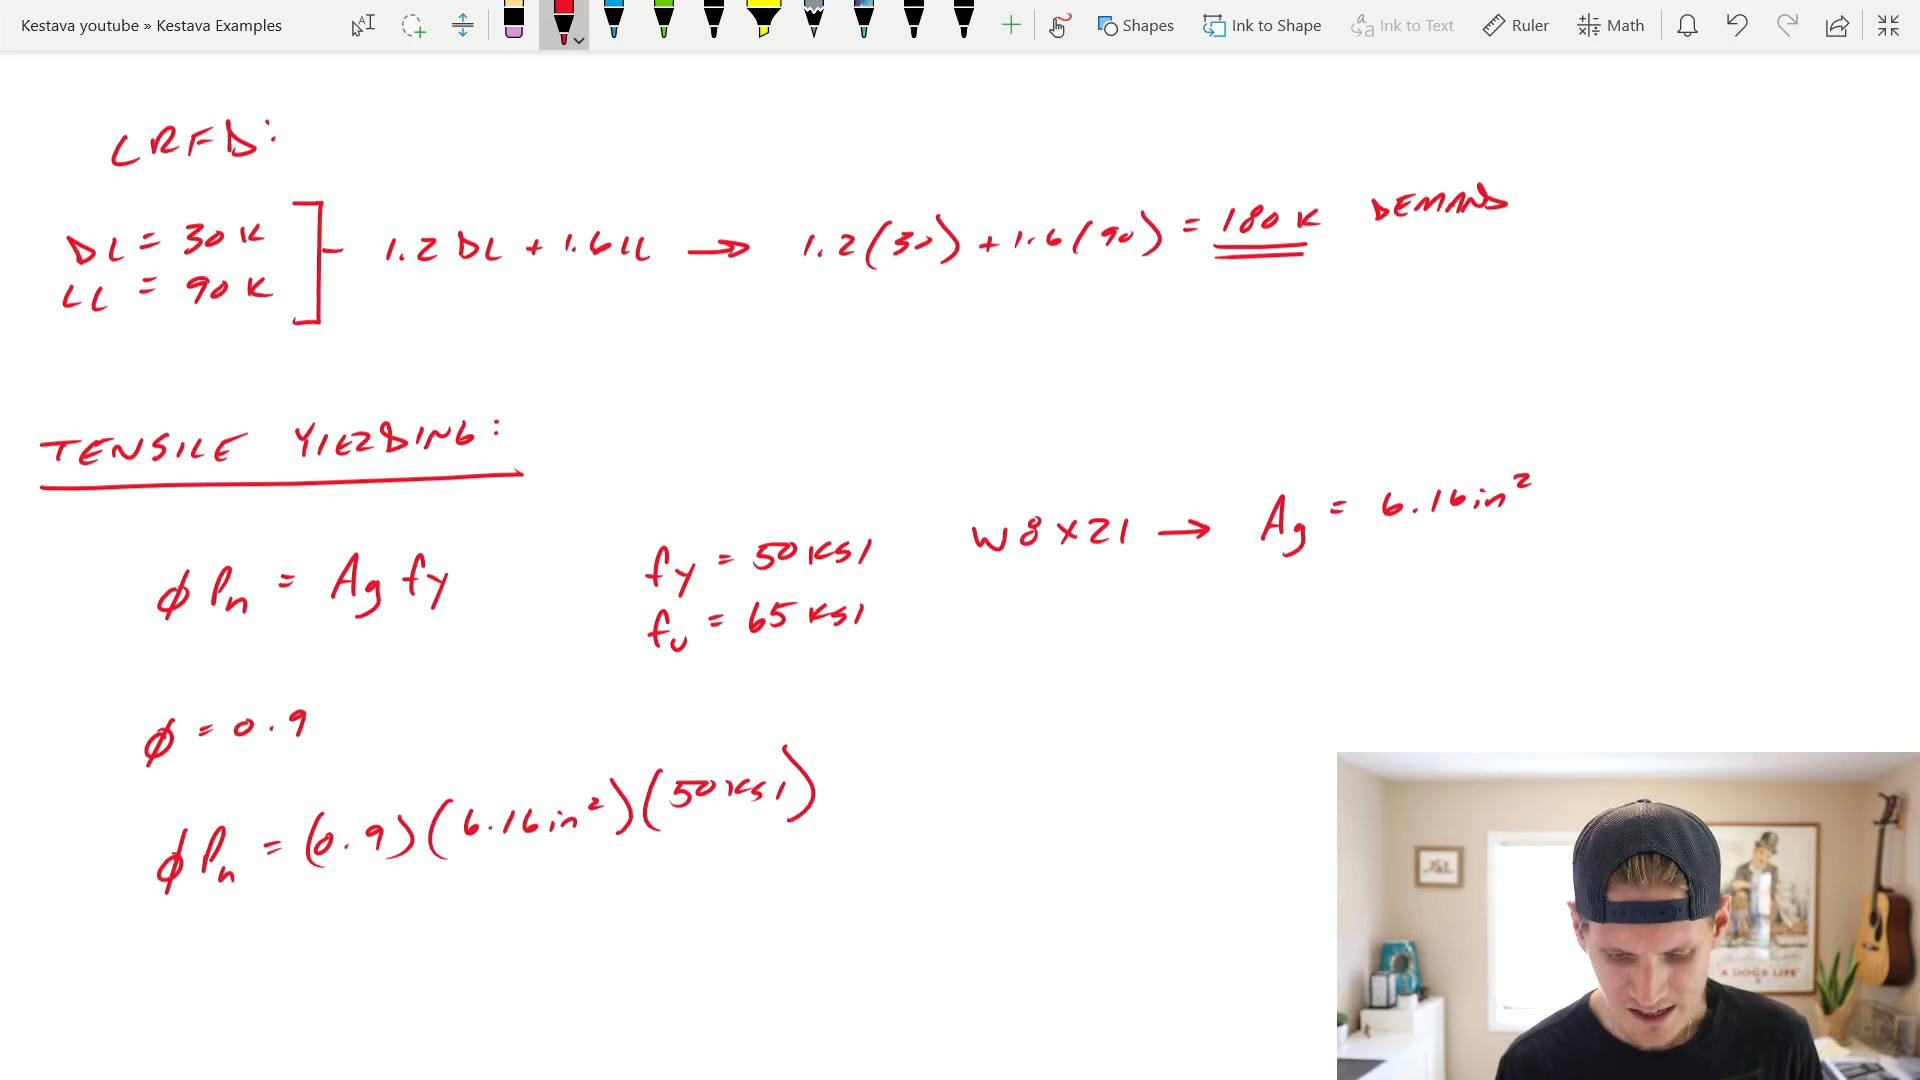 Kestava youtube » Kestava Examples
Shapes
Ink to Shape
Ink to Text
Ruler
Math
LRFD:
DL = 30 K
LL = 90 K
1.2 DL + 1.6 LL → 1.2(30) + 1.6(90) = 180 K DEMAND
TENSILE YIELDING:
ϕPn = Ag fy
fy = 50 KSI
fu = 65 KSI
W8X21 → Ag = 6.16 in²
ϕ = 0.9
ϕPn = (0.9)(6.16 in²)(50 KSI)
A DOG'S LIFE